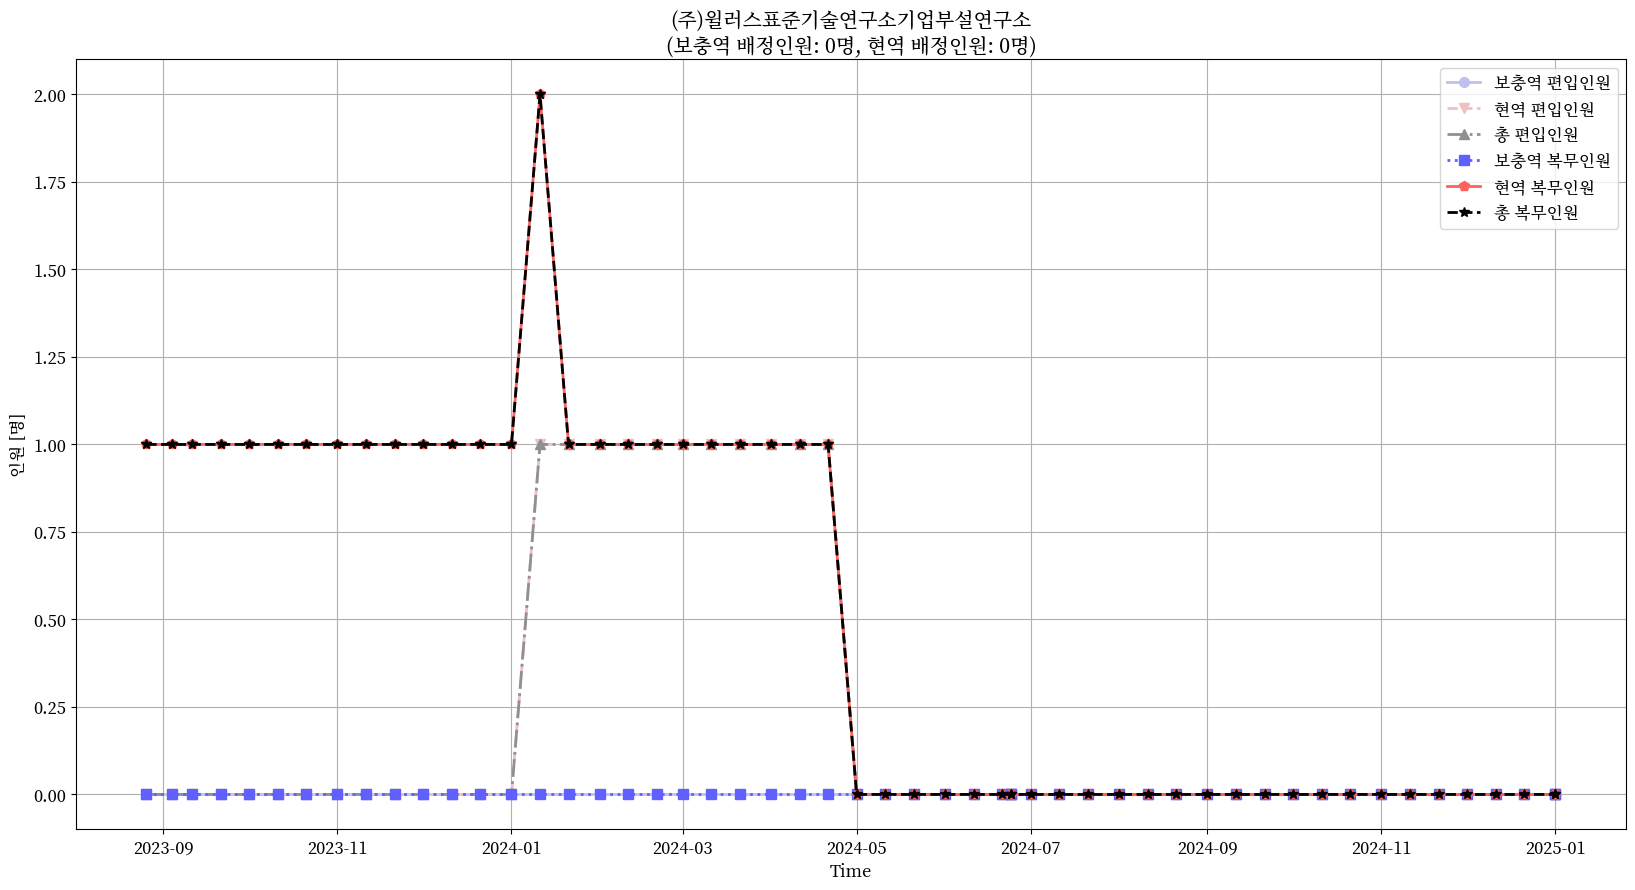 (주)윌러스표준기술연구소기업부설연구소
(보충역 배정인원: 0명, 현역 배정인원: 0명)
보충역 편입인원
현역 편입인원
총 편입인원
보충역 복무인원
현역 복무인원
총 복무인원
인원 [명]
2.00
1.75
1.50
1.25
1.00
0.75
0.50
0.25
0.00
2023-09 2023-11 2024-01 2024-03 2024-05 2024-07 2024-09 2024-11 2025-01
Time